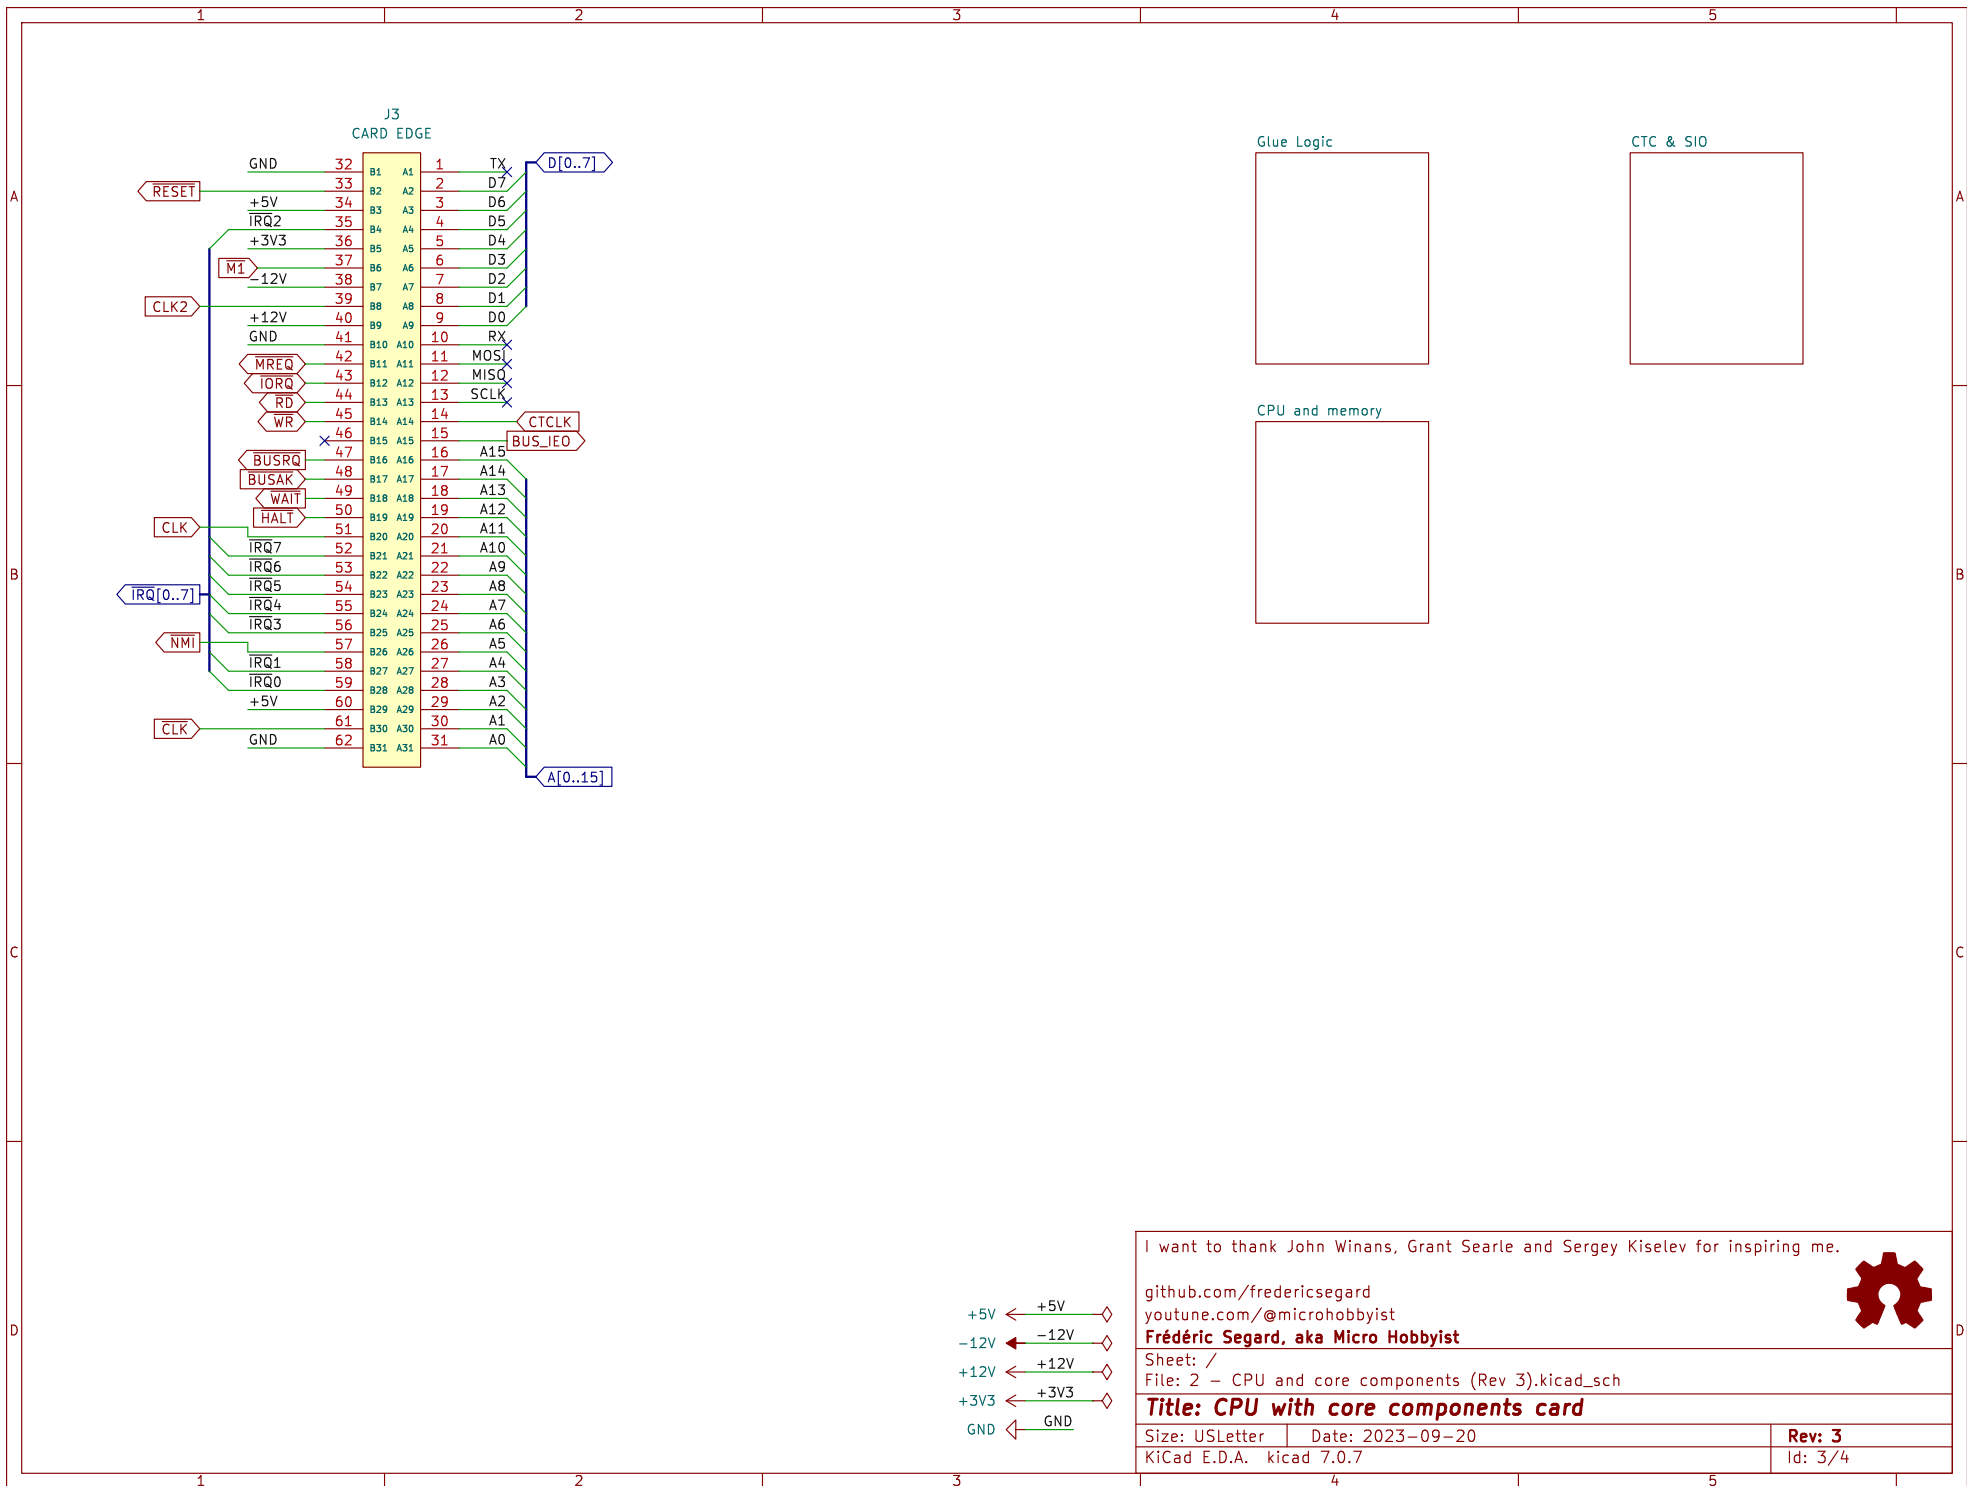 1 2 3 4 5
J3
CARD EDGE
Glue Logic
CTC & SIO
GND 32 B1 A1 1 TX
D[0..7]
RESET 33 B2 A2 2 D7
+5V 34 B3 A3 3 D6
IRQ2 35 B4 A4 4 D5
+3V3 36 B5 A5 5 D4
M1 37 B6 A6 6 D3
-12V 38 B7 A7 7 D2
CLK2 39 B8 A8 8 D1
+12V 40 B9 A9 9 D0
GND 41 B10 A10 10 RX
MREQ 42 B11 A11 11 MOSI
IORQ 43 B12 A12 12 MISO
RD 44 B13 A13 13 SCLK
WR 45 B14 A14 14 CTCLK
46 B15 A15 15 BUS_IEO
BUSRQ 47 B16 A16 16 A15
BUSAK 48 B17 A17 17 A14
WAIT 49 B18 A18 18 A13
HALT 50 B19 A19 19 A12
CLK 51 B20 A20 20 A11
IRQ7 52 B21 A21 21 A10
IRQ6 53 B22 A22 22 A9
IRQ5 54 B23 A23 23 A8
IRQ[0..7]
IRQ4 55 B24 A24 24 A7
IRQ3 56 B25 A25 25 A6
NMI 57 B26 A26 26 A5
IRQ1 58 B27 A27 27 A4
IRQ0 59 B28 A28 28 A3
+5V 60 B29 A29 29 A2
CLK 61 B30 A30 30 A1
GND 62 B31 A31 31 A0
A[0..15]
CPU and memory
A A
B B
C C
D D
+5V +5V
-12V -12V
+12V +12V
+3V3 +3V3
GND GND
I want to thank John Winans, Grant Searle and Sergey Kiselev for inspiring me.
github.com/fredericsegard
youtune.com/@microhobbyist
Frédéric Segard, aka Micro Hobbyist
Sheet: /
File: 2 - CPU and core components (Rev 3).kicad_sch
Title: CPU with core components card
Size: USLetter Date: 2023-09-20 Rev: 3
KiCad E.D.A. kicad 7.0.7 Id: 3/4
1 2 3 4 5